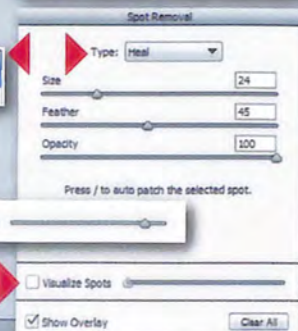 Spot Removal
Type: Heal
Size 24
Feather 45
Opacity 100
Press / to auto patch the selected spot.
Visualize Spots
Show Overlay Clear All